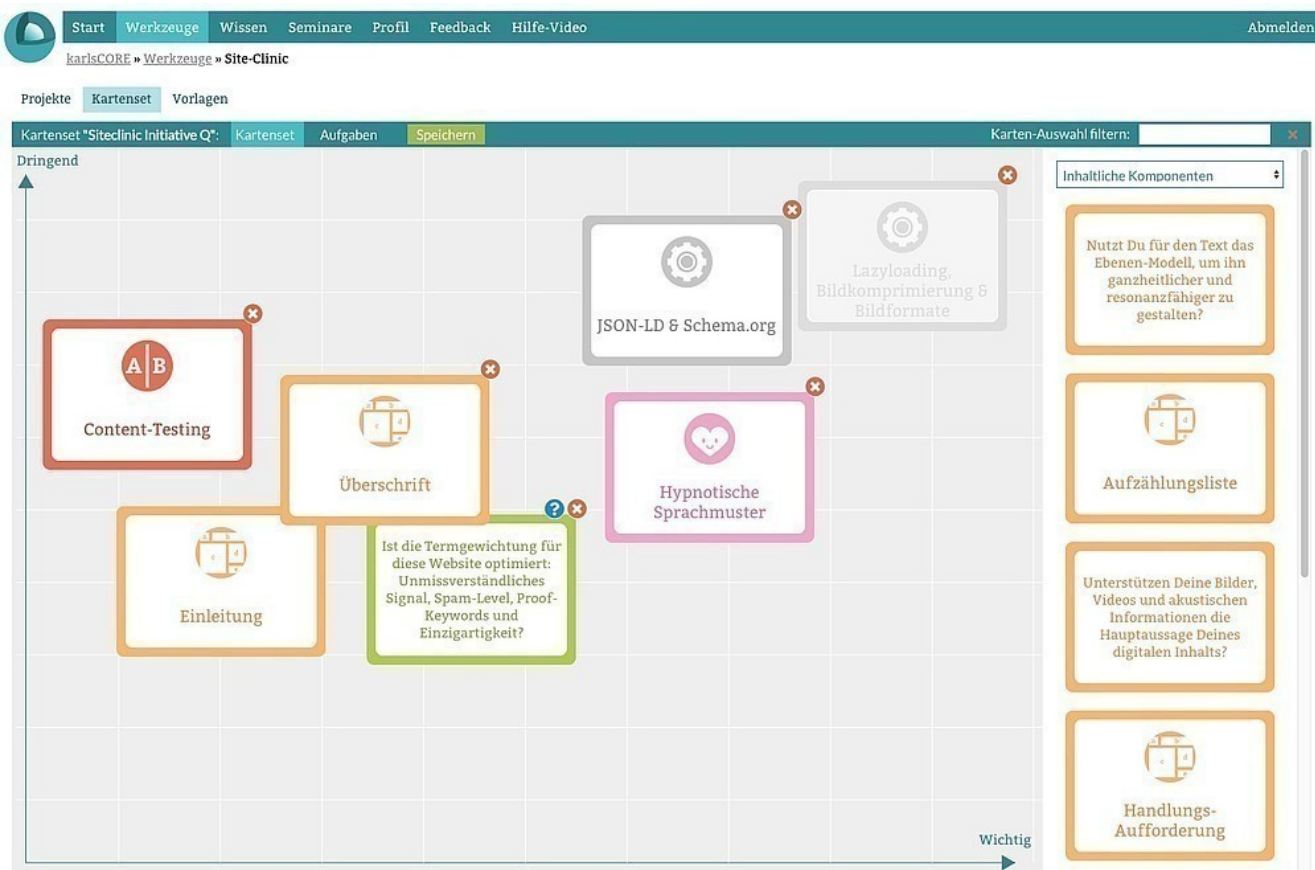 Start Werkzeuge Wissen Seminare Profil Feedback Hilfe-Video Abmelden
karlsCORE » Werkzeuge » Site-Clinic
Projekte Kartenset Vorlagen
Kartenset "Siteclinic Initiative Q": Kartenset Aufgaben Speichern Karten-Auswahl filtern:
Dringend
Lazyloading,
Bildkomprimierung &
Bildformate
JSON-LD & Schema.org
A B
Content-Testing
Überschrift
Hypnotische
Sprachmuster
Einleitung
?
Ist die Termgewichtung für
diese Website optimiert:
Unmissverständliches
Signal, Spam-Level, Proof-
Keywords und
Einzigartigkeit?
Wichtig
Inhaltliche Komponenten
Nutzt Du für den Text das
Ebenen-Modell, um ihn
ganzheitlicher und
resonanzfähiger zu
gestalten?
a b
c d
e
Aufzählungsliste
Unterstützen Deine Bilder,
Videos und akustischen
Informationen die
Hauptaussage Deines
digitalen Inhalts?
Handlungs-
Aufforderung